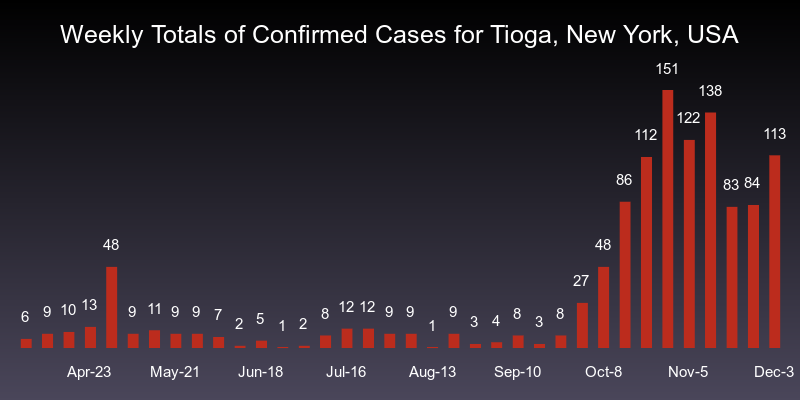 Weekly Totals of Confirmed Cases for Tioga, New York, USA
6 9 10 13 48 9 11 9 9 7 2 5 1 2 8 12 12 9 9 1 9 3 4 8 3 8 27 48 86 112 151 122 138 83 84 113
Apr-23 May-21 Jun-18 Jul-16 Aug-13 Sep-10 Oct-8 Nov-5 Dec-3